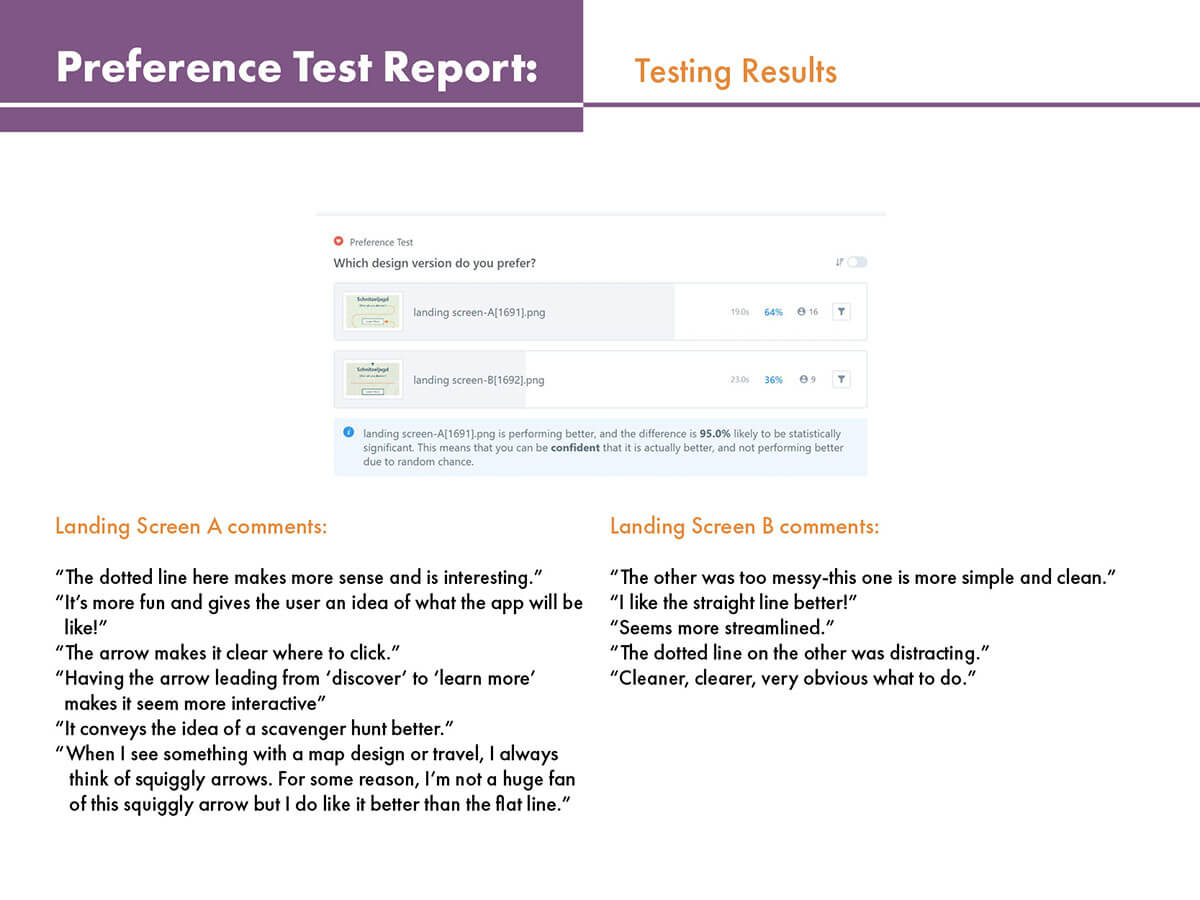 Preference Test Report:
Testing Results
Preference Test
Which design version do you prefer?
Schnitzeljagd
landing screen-A[1691].png
19.0s 64% 16
Schnitzeljagd
landing screen-B[1692].png
23.0s 36% 9
landing screen-A[1691].png is performing better, and the difference is 95.0% likely to be statistically
significant. This means that you can be confident that it is actually better, and not performing better
due to random chance.
Landing Screen A comments:
“The dotted line here makes more sense and is interesting.”
“It’s more fun and gives the user an idea of what the app will be
like!”
“The arrow makes it clear where to click.”
“Having the arrow leading from ‘discover’ to ‘learn more’
makes it seem more interactive”
“It conveys the idea of a scavenger hunt better.”
“When I see something with a map design or travel, I always
think of squiggly arrows. For some reason, I’m not a huge fan
of this squiggly arrow but I do like it better than the flat line.”
Landing Screen B comments:
“The other was too messy-this one is more simple and clean.”
“I like the straight line better!”
“Seems more streamlined.”
“The dotted line on the other was distracting.”
“Cleaner, clearer, very obvious what to do.”